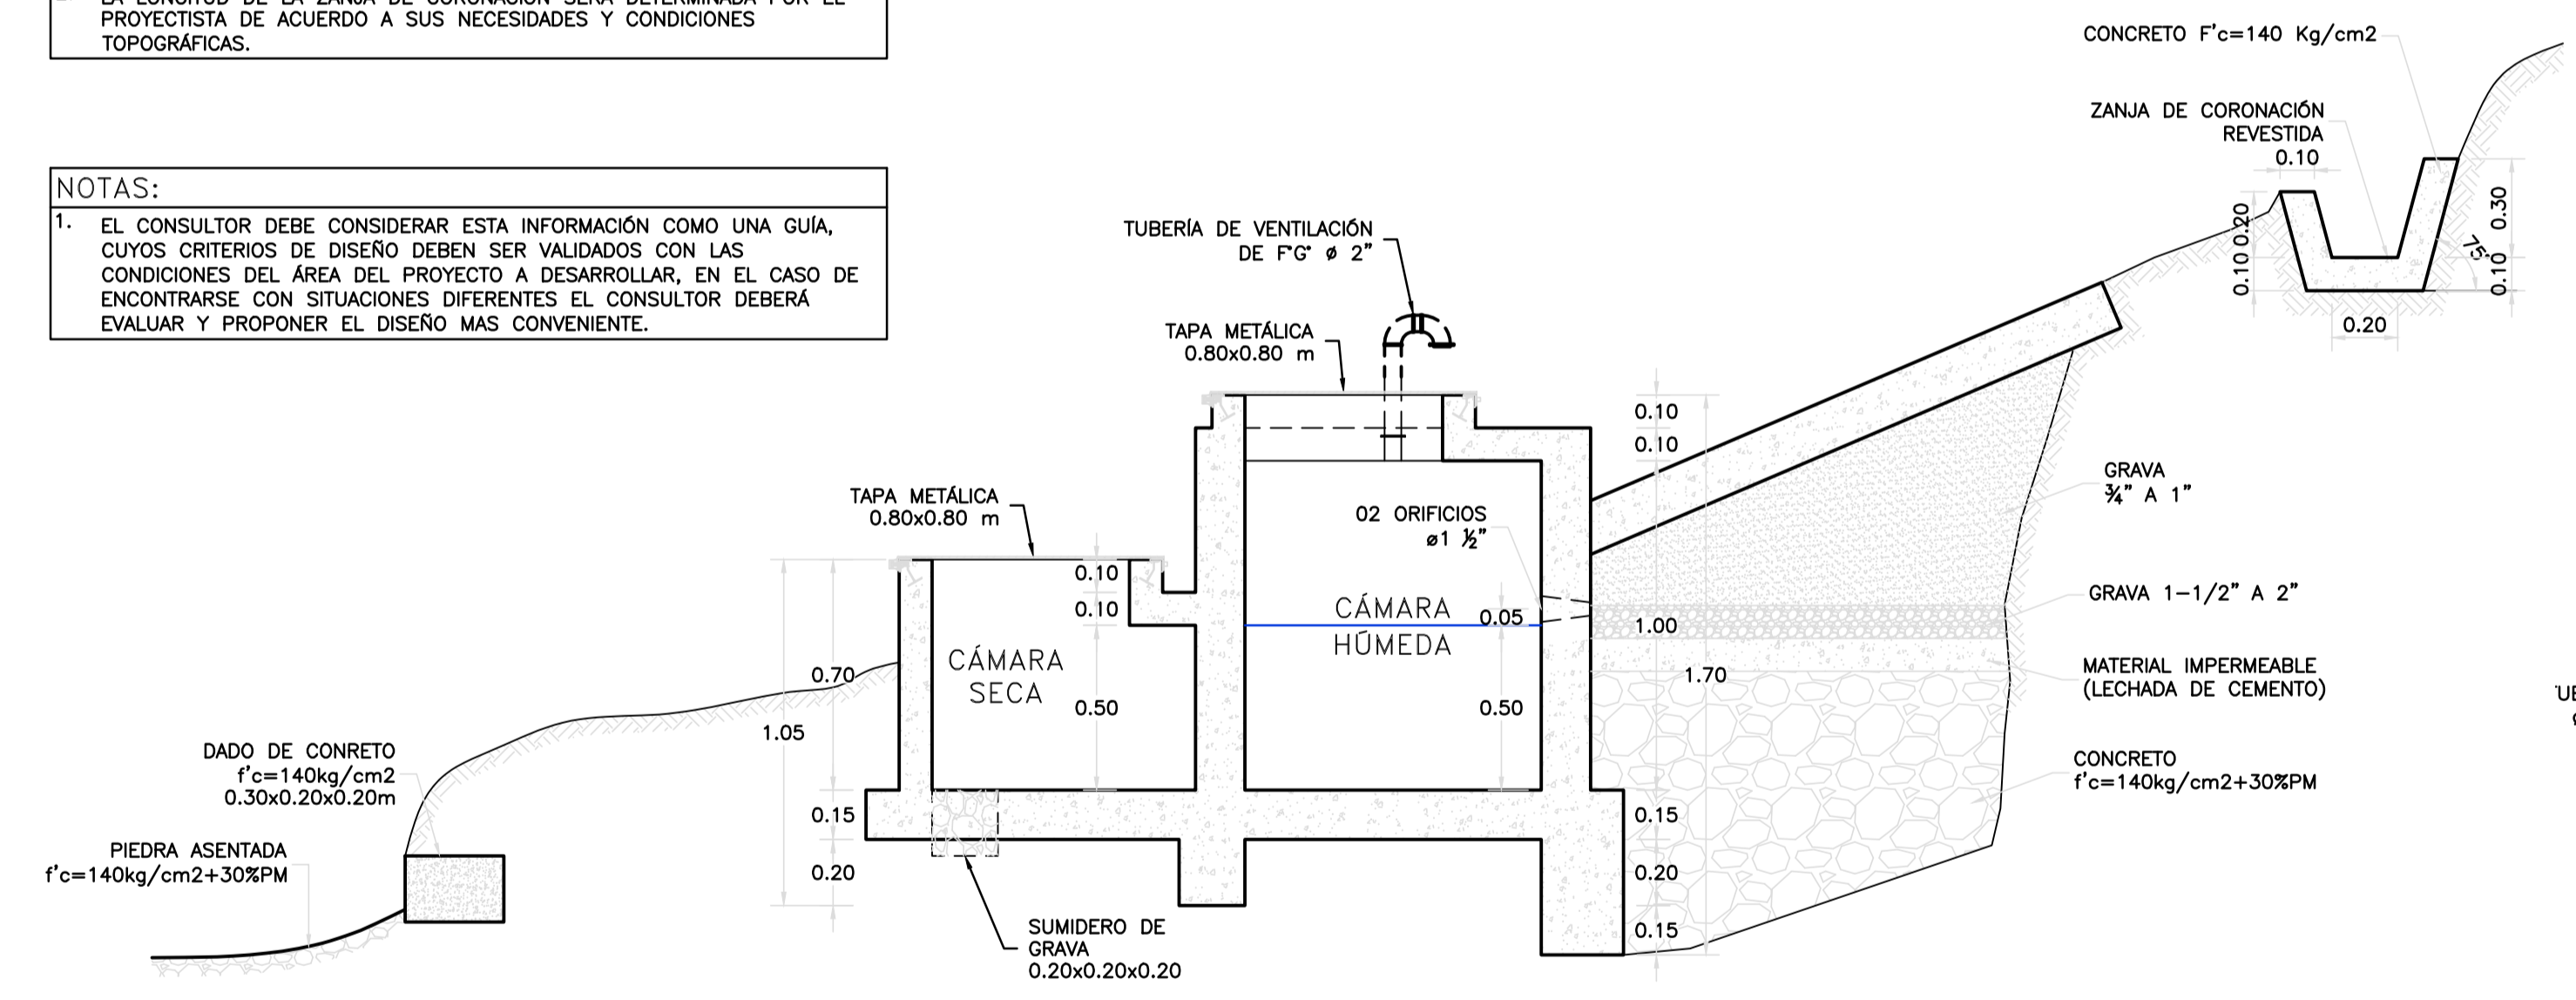 PROYECTISTA DE ACUERDO A SUS NECESIDADES Y CONDICIONES
TOPOGRÁFICAS.
NOTAS:
1. EL CONSULTOR DEBE CONSIDERAR ESTA INFORMACIÓN COMO UNA GUÍA,
CUYOS CRITERIOS DE DISEÑO DEBEN SER VALIDADOS CON LAS
CONDICIONES DEL ÁREA DEL PROYECTO A DESARROLLAR, EN EL CASO DE
ENCONTRARSE CON SITUACIONES DIFERENTES EL CONSULTOR DEBERÁ
EVALUAR Y PROPONER EL DISEÑO MAS CONVENIENTE.
CONCRETO F'c=140 Kg/cm2
ZANJA DE CORONACIÓN
REVESTIDA
0.10
0.20
0.10
0.30
75°
0.10
0.20
TUBERÍA DE VENTILACIÓN
DE F°G° ø 2"
TAPA METÁLICA
0.80x0.80 m
0.10
0.10
1.00
1.70
0.15
0.20
0.15
TAPA METÁLICA
0.80x0.80 m
02 ORIFICIOS
ø1 ½"
0.10
0.10
0.50
CÁMARA
SECA
CÁMARA
HÚMEDA
0.05
0.50
0.70
1.05
0.15
0.20
GRAVA
¾" A 1"
GRAVA 1-1/2" A 2"
MATERIAL IMPERMEABLE
(LECHADA DE CEMENTO)
CONCRETO
f'c=140kg/cm2+30%PM
DADO DE CONRETO
f'c=140kg/cm2
0.30x0.20x0.20m
PIEDRA ASENTADA
f'c=140kg/cm2+30%PM
SUMIDERO DE
GRAVA
0.20x0.20x0.20